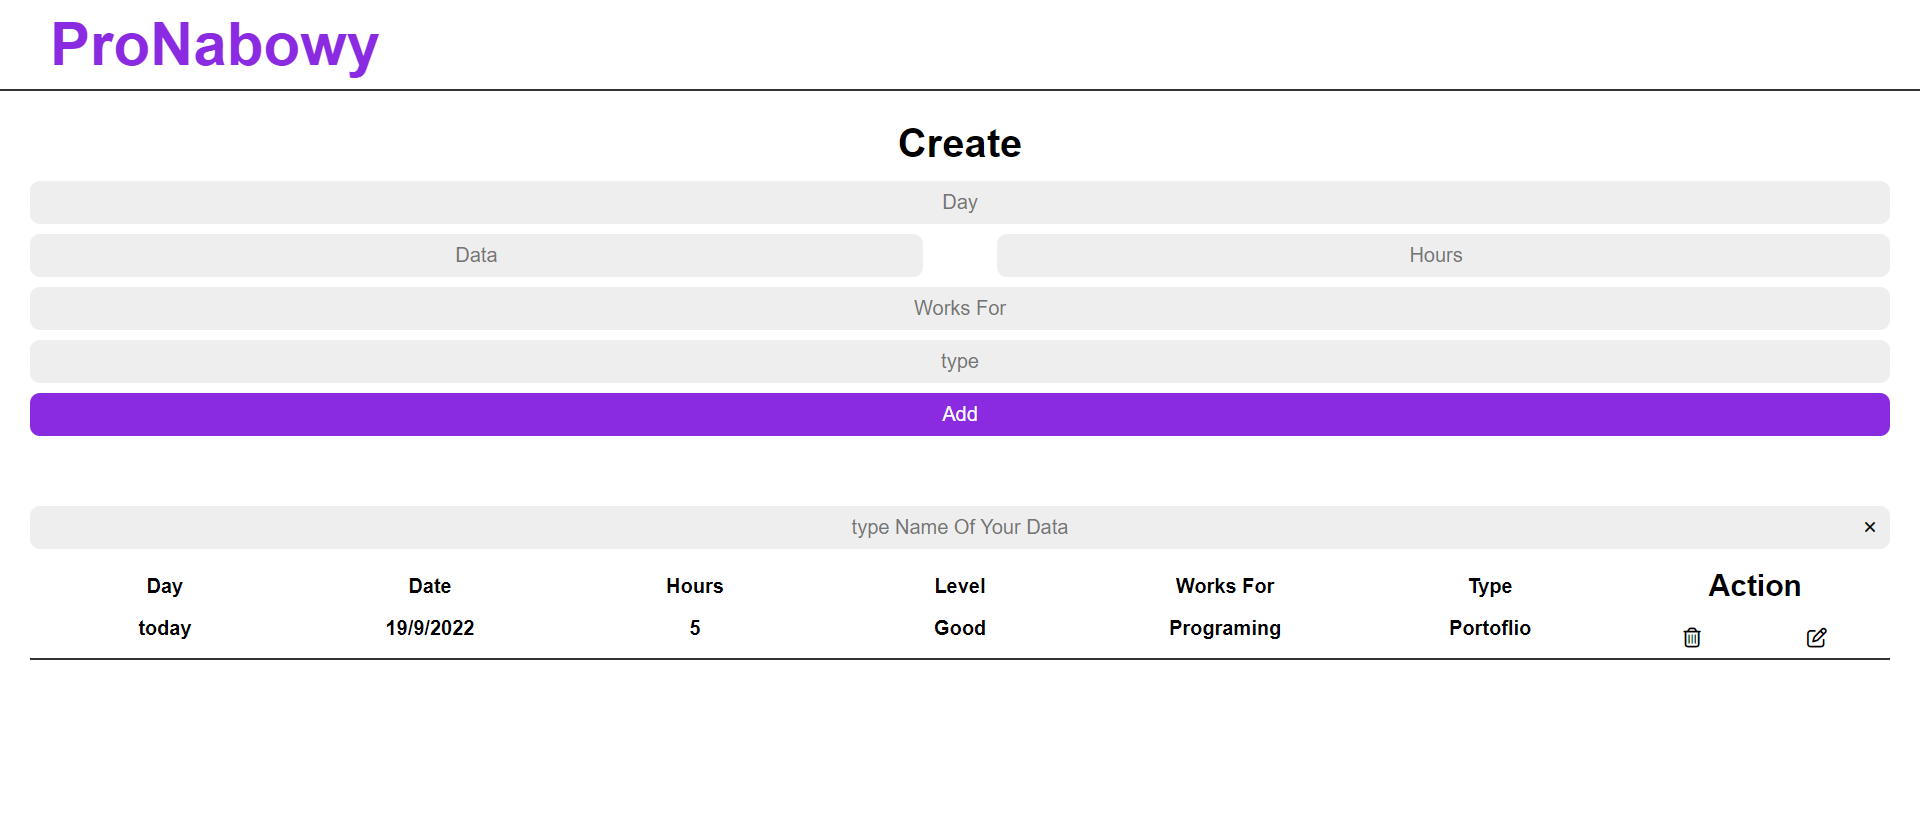 ProNabowy
Create
Day
Data Hours
Works For
type
Add
type Name Of Your Data ×
Day Date Hours Level Works For Type Action
today 19/9/2022 5 Good Programing Portoflio